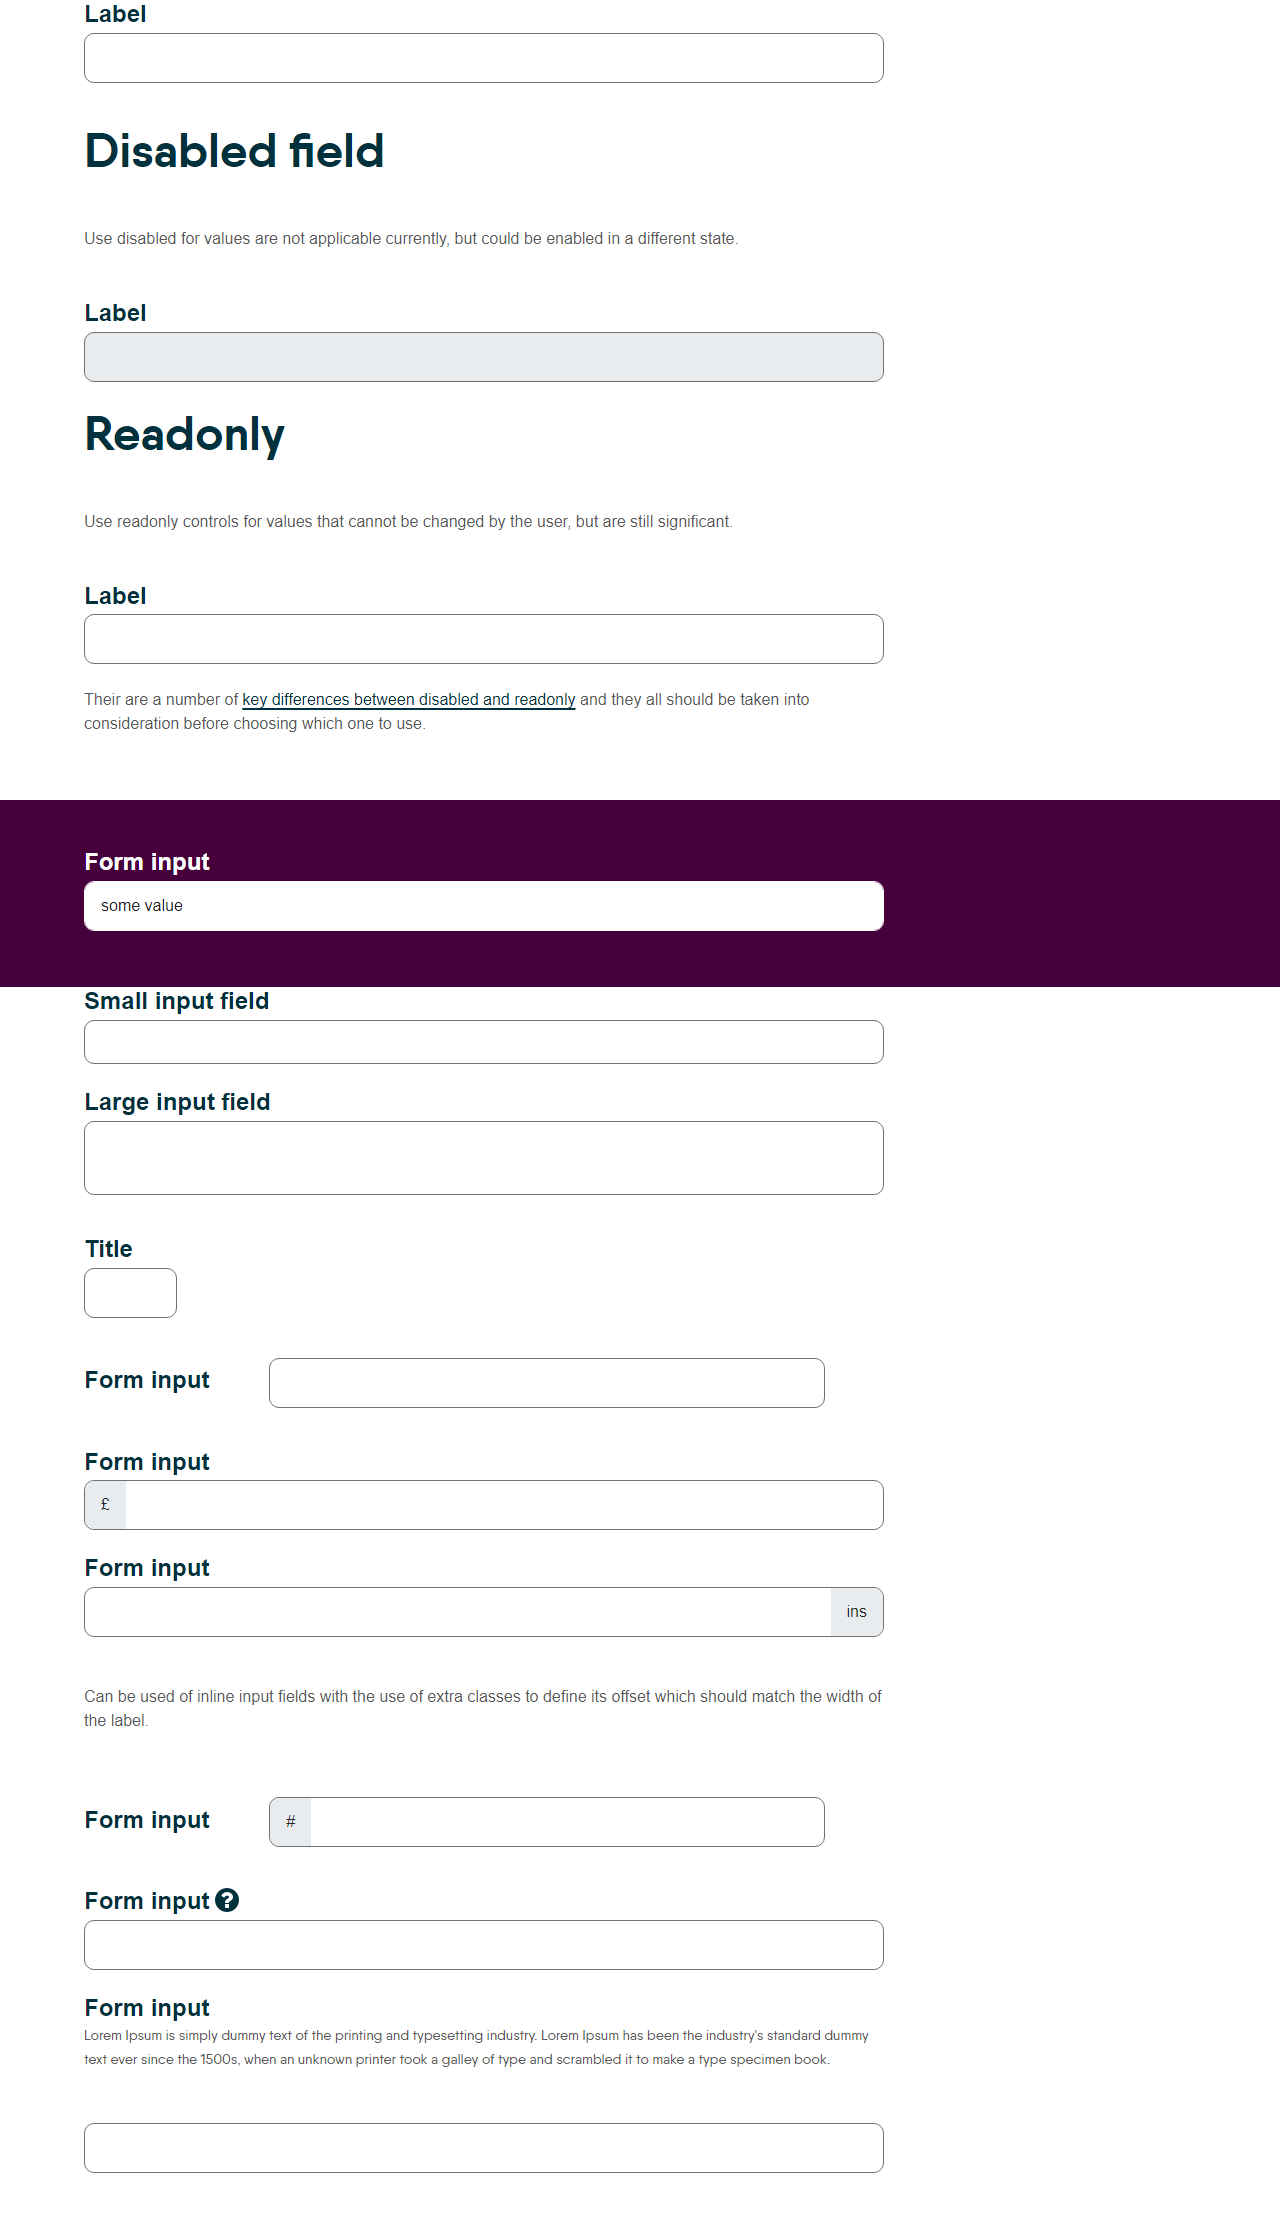 Label
Disabled field
Use disabled for values are not applicable currently, but could be enabled in a different state.
Label
Readonly
Use readonly controls for values that cannot be changed by the user, but are still significant.
Label
Their are a number of key differences between disabled and readonly and they all should be taken into
consideration before choosing which one to use.
Form input
some value
Small input field
Large input field
Title
Form input
Form input
£
Form input
ins
Can be used of inline input fields with the use of extra classes to define its offset which should match the width of
the label.
Form input #
Form input ?
Form input
Lorem Ipsum is simply dummy text of the printing and typesetting industry. Lorem Ipsum has been the industry's standard dummy
text ever since the 1500s, when an unknown printer took a galley of type and scrambled it to make a type specimen book.